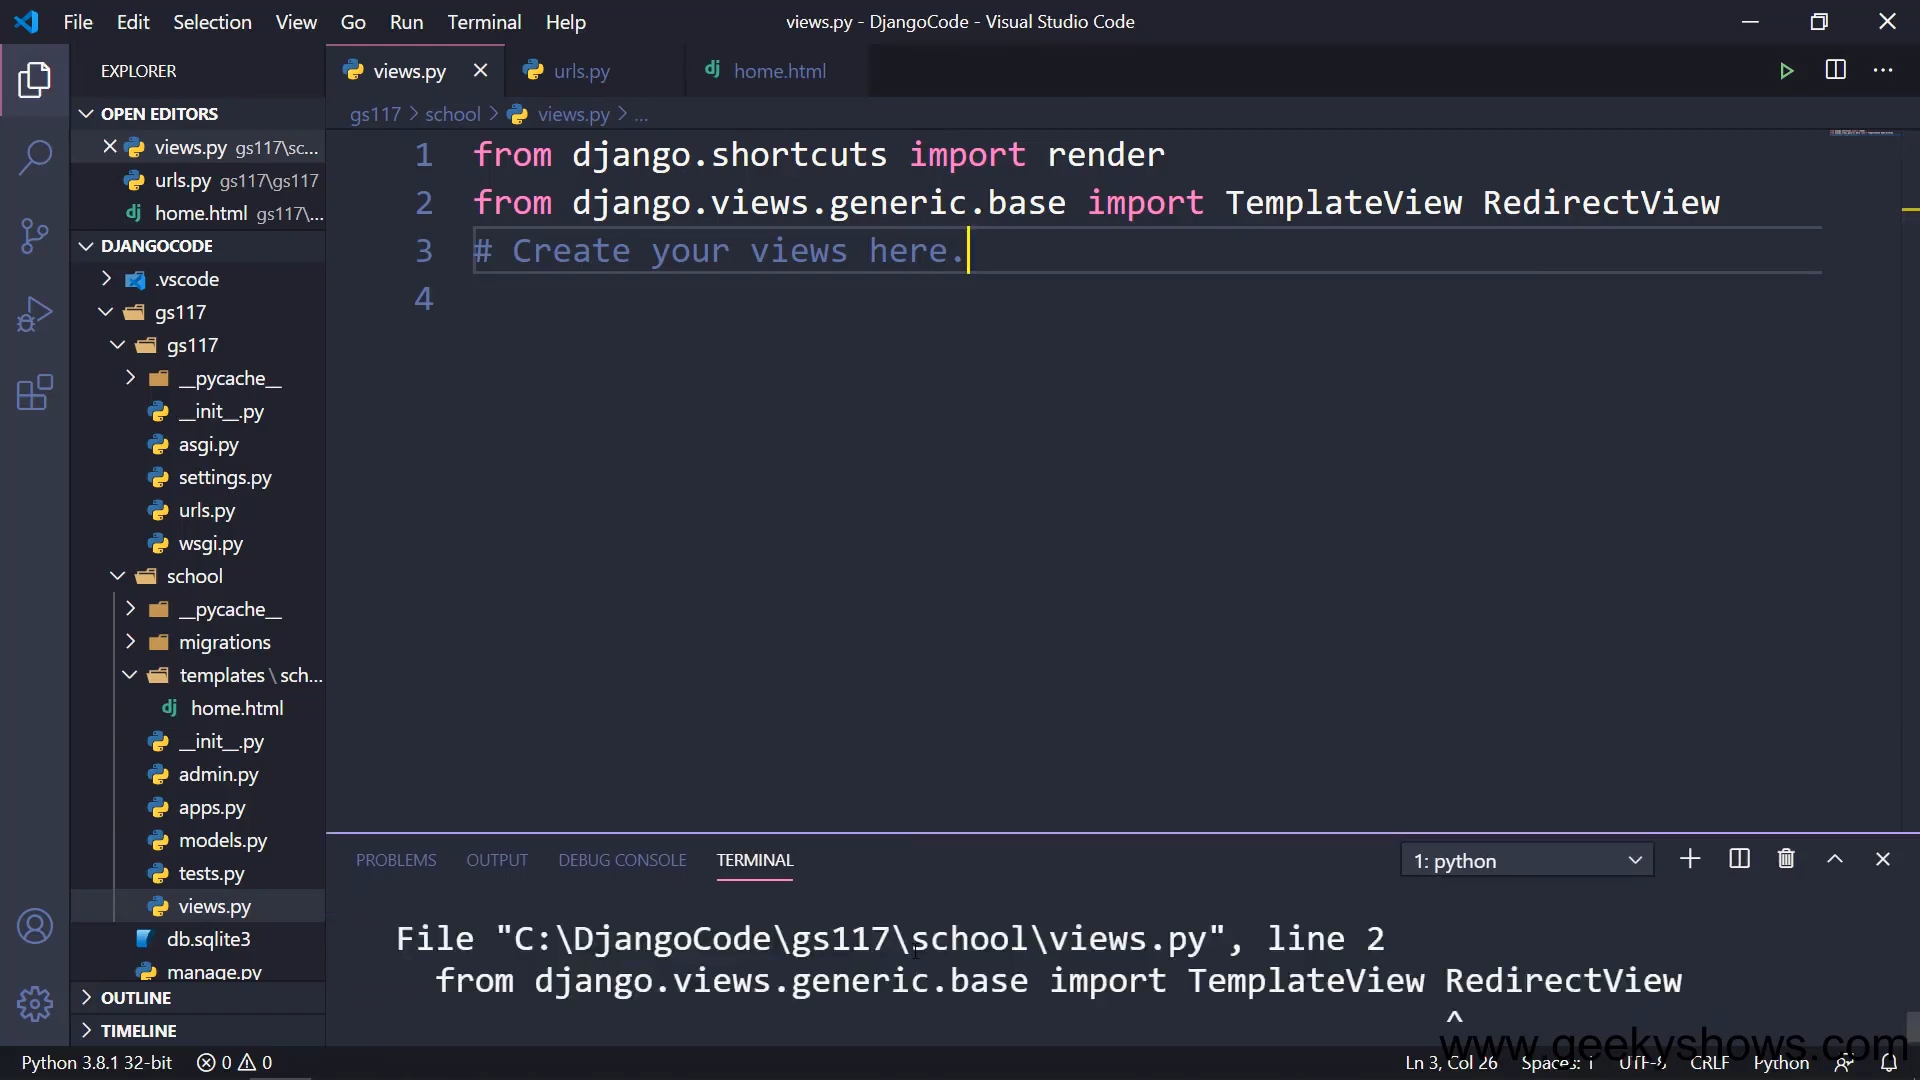 File Edit Selection View Go Run Terminal Help
views.py - DjangoCode - Visual Studio Code
EXPLORER
OPEN EDITORS
views.py gs117\sc...
urls.py gs117\gs117
home.html gs117\...
DJANGOCODE
.vscode
gs117
gs117
__pycache__
__init__.py
asgi.py
settings.py
urls.py
wsgi.py
school
__pycache__
migrations
templates\sch...
home.html
__init__.py
admin.py
apps.py
models.py
tests.py
views.py
db.sqlite3
manage.py
OUTLINE
TIMELINE
views.py urls.py home.html
gs117 > school > views.py > ...
1 from django.shortcuts import render
2 from django.views.generic.base import TemplateView RedirectView
3 # Create your views here.
4
PROBLEMS OUTPUT DEBUG CONSOLE TERMINAL
1: python
File "C:\DjangoCode\gs117\school\views.py", line 2
from django.views.generic.base import TemplateView RedirectView
^
www.geekyshows.com
Python 3.8.1 32-bit 0 0
Ln 3, Col 26 Spaces: 1 UTF-8 CRLF Python